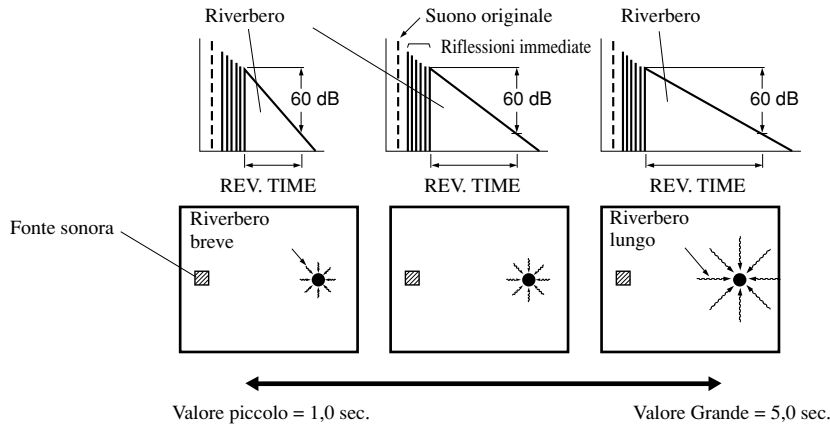 Riverbero
Suono originale
Riflessioni immediate
Riverbero
60 dB
60 dB
60 dB
REV. TIME
REV. TIME
REV. TIME
Fonte sonora
Riverbero
breve
Riverbero
lungo
Valore piccolo = 1,0 sec.
Valore Grande = 5,0 sec.